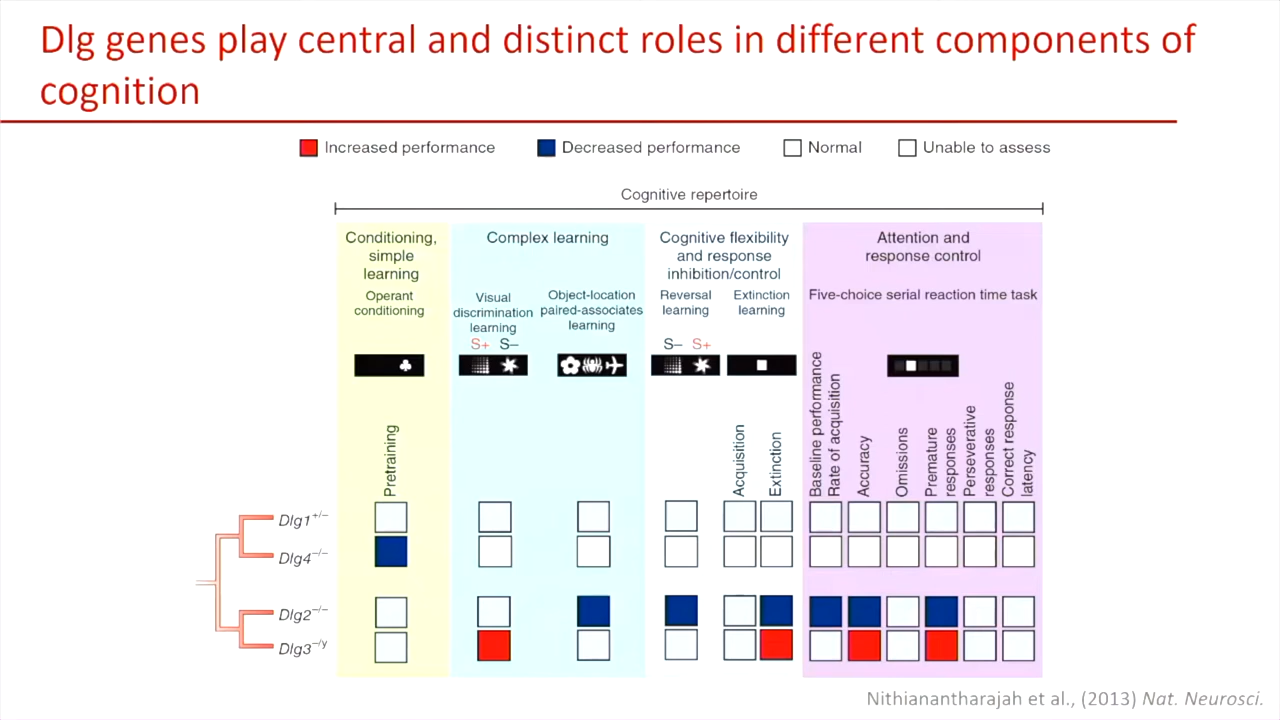 Dlg genes play central and distinct roles in different components of
cognition
Increased performance
Decreased performance
Normal
Unable to assess
Cognitive repertoire
Conditioning,
simple
learning
Operant
conditioning
Complex learning
Visual
discrimination
learning
S+ S–
Object-location
paired-associates
learning
Cognitive flexibility
and response
inhibition/control
Reversal
learning
S– S+
Extinction
learning
Attention and
response control
Five-choice serial reaction time task
Pretraining
Acquisition
Extinction
Baseline performance
Rate of acquisition
Accuracy
Omissions
Premature
responses
Perseverative
responses
Correct response
latency
Dlg1+/–
Dlg4–/–
Dlg2–/–
Dlg3–/y
Nithianantharajah et al., (2013) Nat. Neurosci.